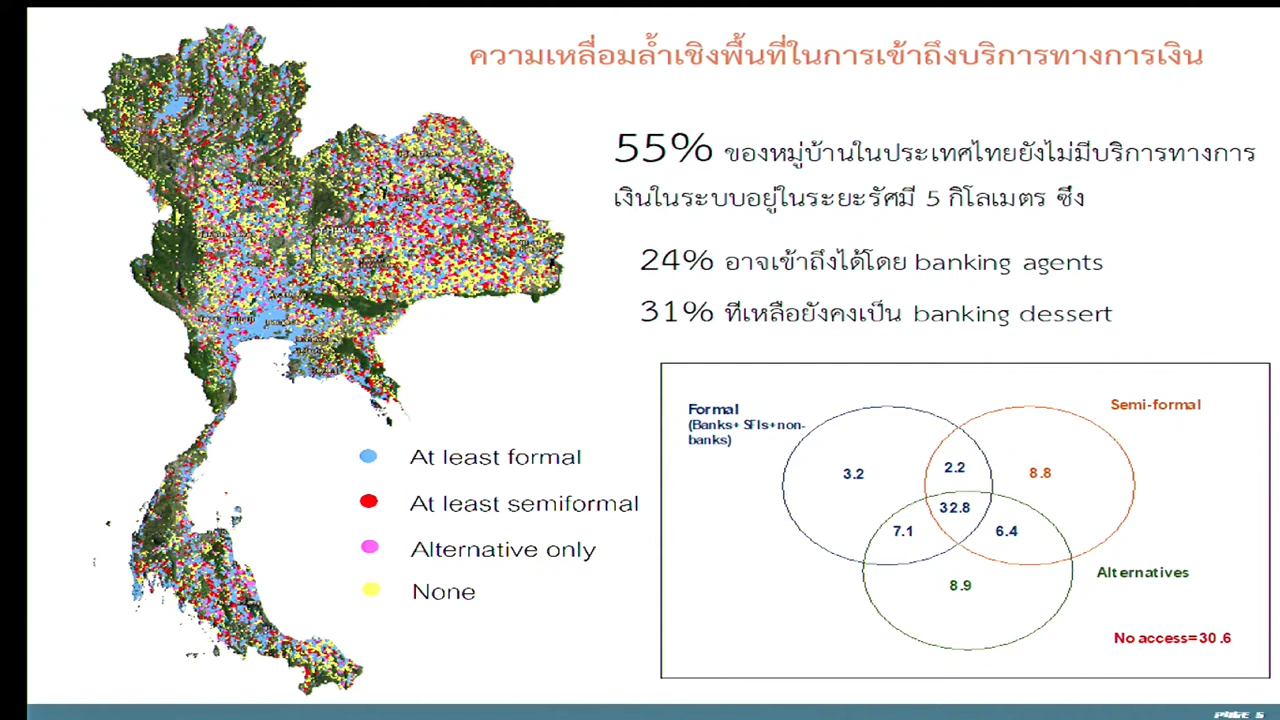 ความเหลื่อมล้ำเชิงพื้นที่ในการเข้าถึงบริการทางการเงิน
55% ของหมู่บ้านในประเทศไทยยังไม่มีบริการทางการ
เงินในระบบอยู่ในระยะรัศมี 5 กิโลเมตร ซึ่ง
24% อาจเข้าถึงได้โดย banking agents
31% ที่เหลือยังคงเป็น banking dessert
At least formal
At least semiformal
Alternative only
None
Formal
(Banks+ SFIs+non-
banks)
Semi-formal
3.2
2.2
8.8
32.8
7.1
6.4
Alternatives
8.9
No access=30.6
PAGE 5